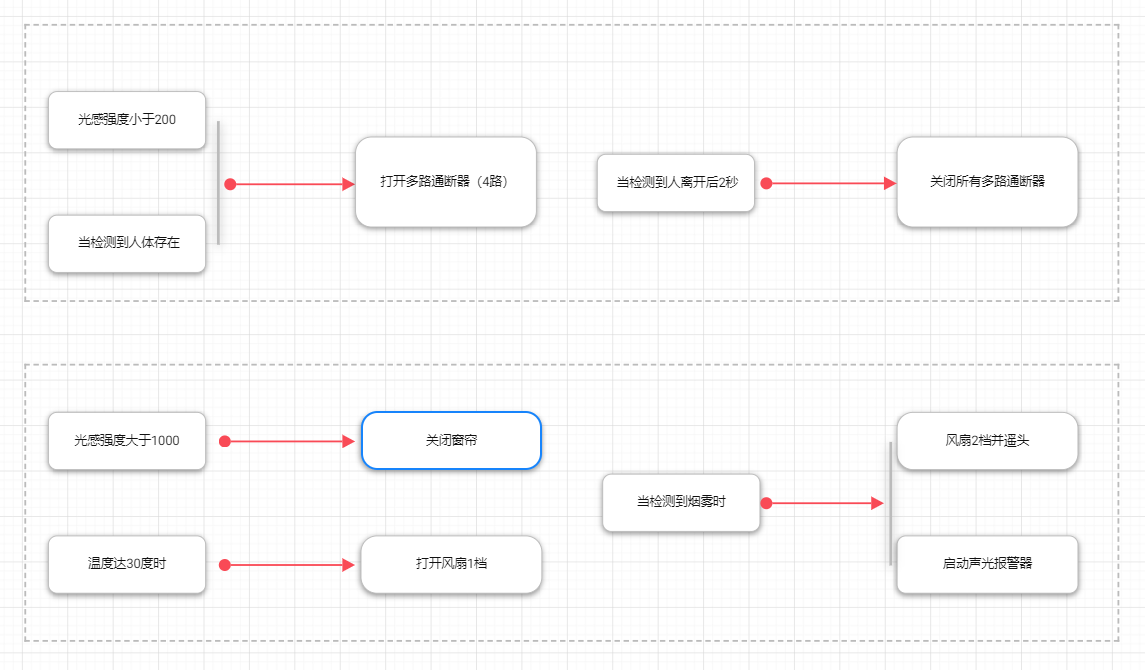 光感强度小于200
当检测到人体存在
打开多路通断器（4路）
当检测到人离开后2秒
关闭所有多路通断器
光感强度大于1000
关闭窗帘
温度达30度时
打开风扇1档
当检测到烟雾时
风扇2档并遥头
启动声光报警器